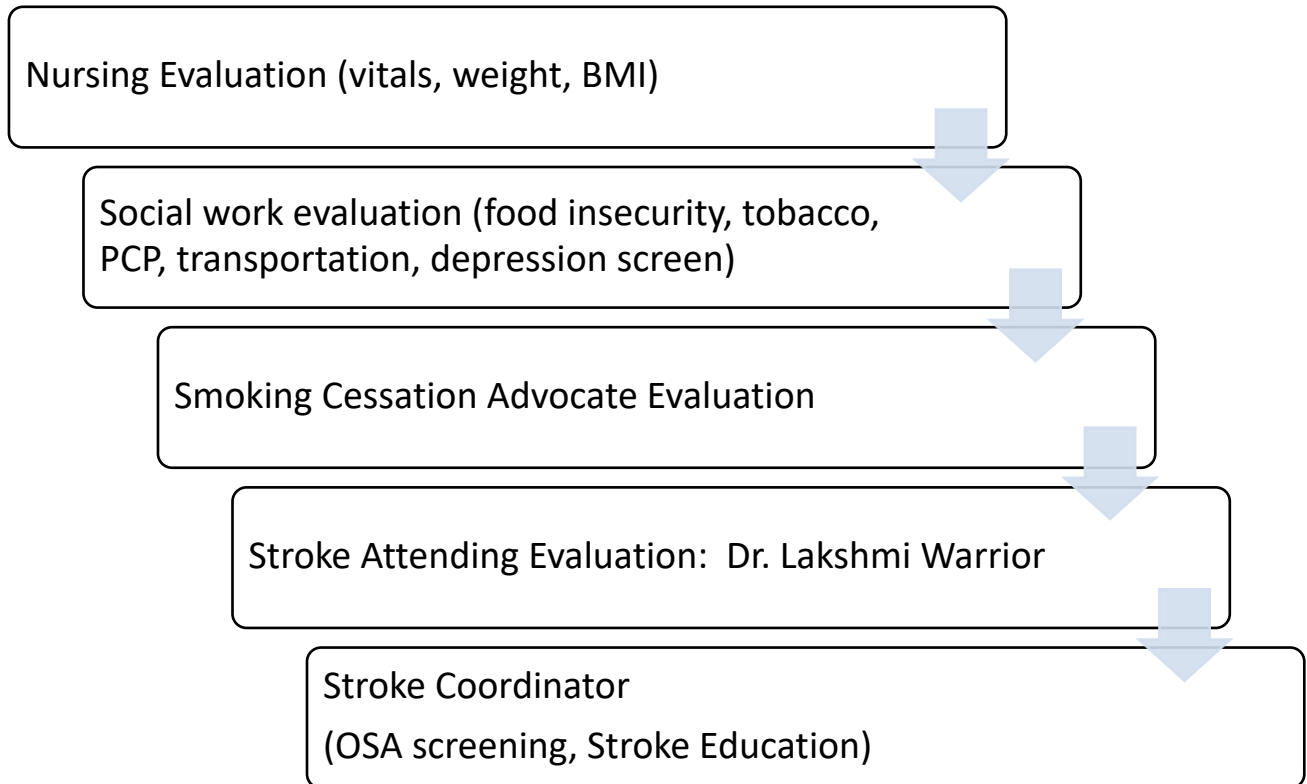 Nursing Evaluation (vitals, weight, BMI)
Social work evaluation (food insecurity, tobacco,
PCP, transportation, depression screen)
Smoking Cessation Advocate Evaluation
Stroke Attending Evaluation:  Dr. Lakshmi Warrior
Stroke Coordinator
(OSA screening, Stroke Education)